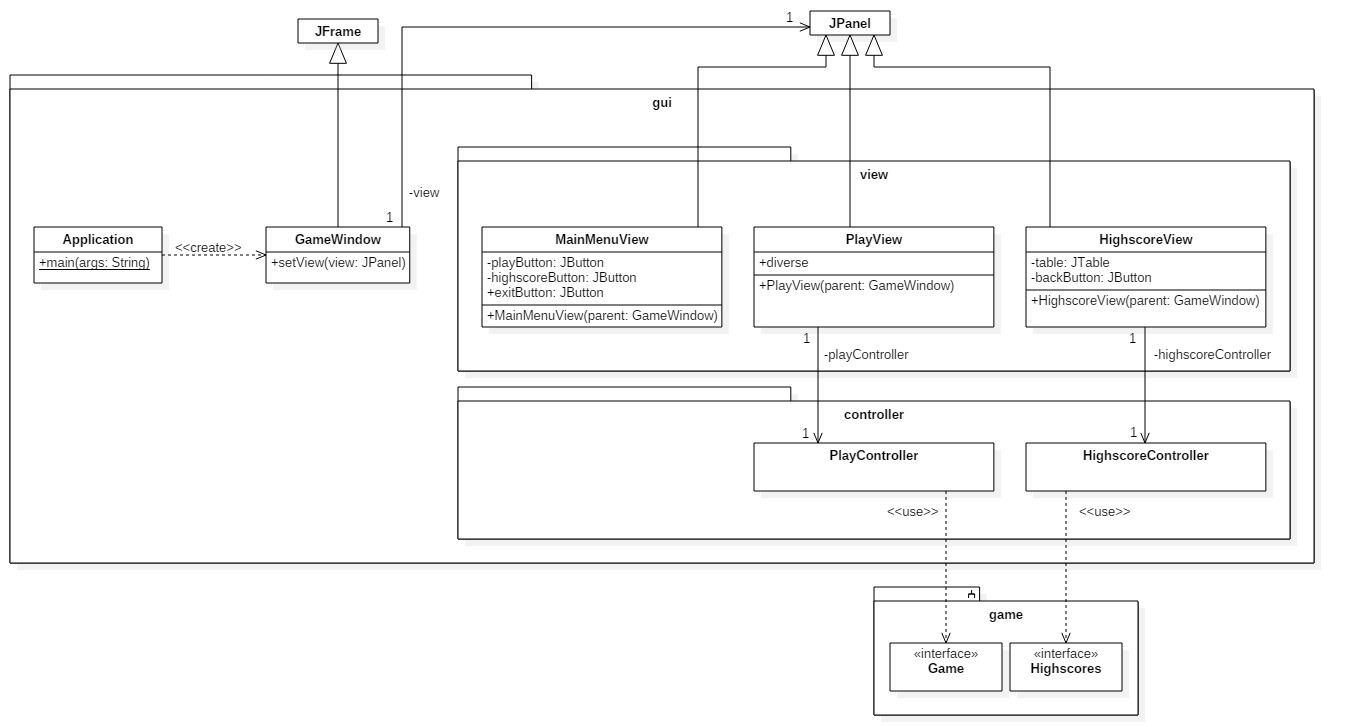 JFrame
1
JPanel
gui
view
-view
1
Application
+main(args: String)
<<create>>
GameWindow
+setView(view: JPanel)
MainMenuView
-playButton: JButton
-highscoreButton: JButton
+exitButton: JButton
+MainMenuView(parent: GameWindow)
PlayView
+diverse
+PlayView(parent: GameWindow)
HighscoreView
-table: JTable
-backButton: JButton
+HighscoreView(parent: GameWindow)
1
-playController
1
-highscoreController
controller
1
PlayController
1
HighscoreController
<<use>>
<<use>>
game
«interface»
Game
«interface»
Highscores